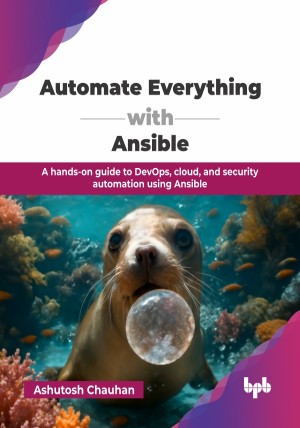 Automate Everything
with
Ansible
A hands-on guide to DevOps, cloud, and security
automation using Ansible
Ashutosh Chauhan
bpb